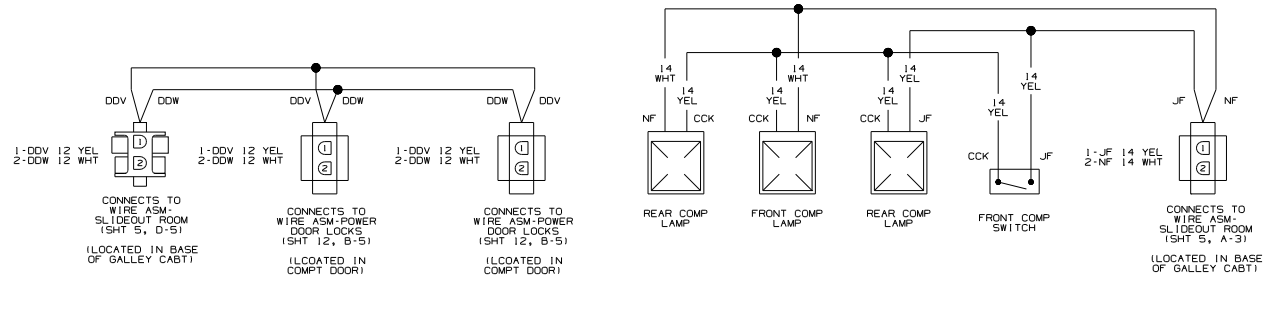 DDV
DDW
1-DDV 12 YEL
2-DDW 12 WHT
1
2
CONNECTS TO
WIRE ASM-
SLIDEOUT ROOM
(SHT 5, D-5)
(LOCATED IN BASE
OF GALLEY CABT)
DDV
DDW
1-DDV 12 YEL
2-DDW 12 WHT
1
2
CONNECTS TO
WIRE ASM-POWER
DOOR LOCKS
(SHT 12, B-5)
(LCOATED IN
COMPT DOOR)
DDW
DDV
1-DDV 12 YEL
2-DDW 12 WHT
1
2
CONNECTS TO
WIRE ASM-POWER
DOOR LOCKS
(SHT 12, B-5)
(LCOATED IN
COMPT DOOR)
14
WHT
14
YEL
NF
CCK
REAR COMP
LAMP
14
WHT
14
YEL
CCK
NF
FRONT COMP
LAMP
14
YEL
14
YEL
CCK
JF
REAR COMP
LAMP
14
YEL
14
YEL
CCK
JF
FRONT COMP
SWITCH
JF
NF
1-JF 14 YEL
2-NF 14 WHT
1
2
CONNECTS TO
WIRE ASM-
SLIDEOUT ROOM
(SHT 5, A-3)
(LOCATED IN BASE
OF GALLEY CABT)